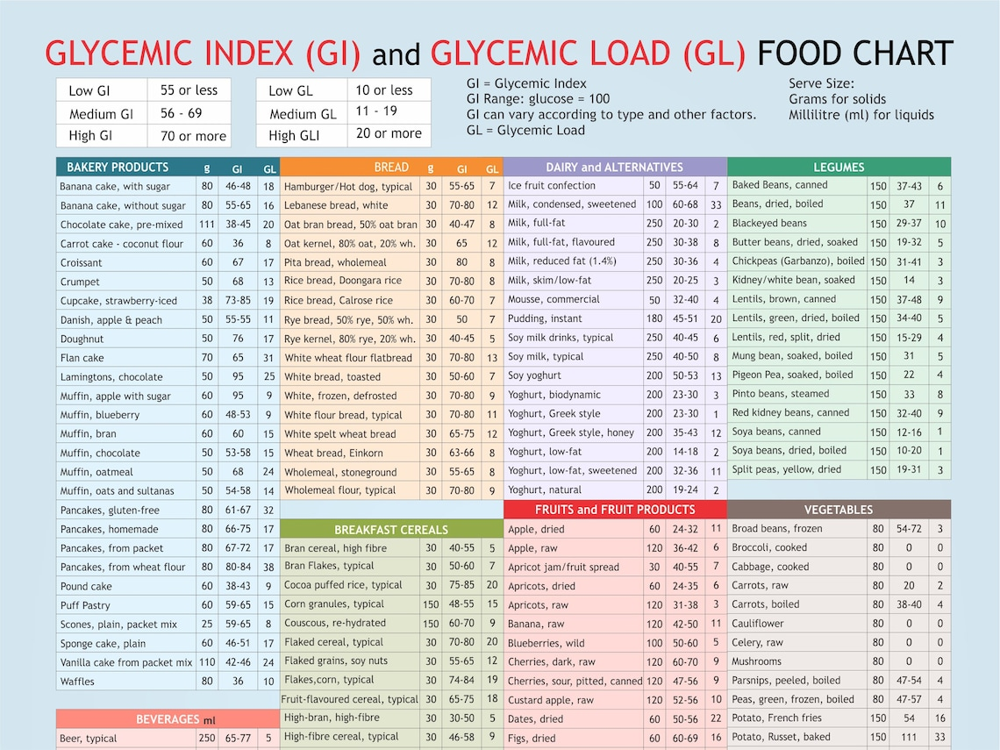 GLYCEMIC INDEX (GI) and GLYCEMIC LOAD (GL) FOOD CHART
Low GI 55 or less
Medium GI 56 - 69
High GI 70 or more
Low GL 10 or less
Medium GL 11 - 19
High GLI 20 or more
GI = Glycemic Index
GI Range: glucose = 100
GI can vary according to type and other factors.
GL = Glycemic Load
Serve Size:
Grams for solids
Millilitre (ml) for liquids
BAKERY PRODUCTS g GI GL
Banana cake, with sugar 80 46-48 18
Banana cake, without sugar 80 55-65 16
Chocolate cake, pre-mixed 111 38-45 20
Carrot cake - coconut flour 60 36 8
Croissant 60 67 17
Crumpet 50 68 13
Cupcake, strawberry-iced 38 73-85 19
Danish, apple & peach 50 55-55 11
Doughnut 50 76 17
Flan cake 70 65 31
Lamingtons, chocolate 50 95 25
Muffin, apple with sugar 60 95 9
Muffin, blueberry 60 48-53 9
Muffin, bran 60 60 15
Muffin, chocolate 50 53-58 15
Muffin, oatmeal 50 68 24
Muffin, oats and sultanas 50 54-58 14
Pancakes, gluten-free 80 61-67 32
Pancakes, homemade 80 66-75 17
Pancakes, from packet 80 67-72 17
Pancakes, from wheat flour 80 80-84 38
Pound cake 60 38-43 9
Puff Pastry 60 59-65 15
Scones, plain, packet mix 25 59-65 8
Sponge cake, plain 60 46-51 17
Vanilla cake from packet mix 110 42-46 24
Waffles 80 36 10
BEVERAGES ml
Beer, typical 250 65-77 5
BREAD g GI GL
Hamburger/Hot dog, typical 30 55-65 7
Lebanese bread, white 30 70-80 12
Oat bran bread, 50% oat bran 30 40-47 8
Oat kernel, 80% oat, 20% wh. 30 65 12
Pita bread, wholemeal 30 80 8
Rice bread, Doongara rice 30 70-80 8
Rice bread, Calrose rice 30 60-70 7
Rye bread, 50% rye, 50% wh. 30 50 7
Rye kernel, 80% rye, 20% wh. 30 40-45 5
White wheat flour flatbread 30 70-80 13
White bread, toasted 30 50-60 7
White, frozen, defrosted 30 70-80 9
White flour bread, typical 30 70-80 11
White spelt wheat bread 30 65-75 12
Wheat bread, Einkorn 30 63-66 8
Wholemeal, stoneground 30 55-65 8
Wholemeal flour, typical 30 70-80 9
BREAKFAST CEREALS
Bran cereal, high fibre 30 40-55 5
Bran Flakes, typical 30 50-60 7
Cocoa puffed rice, typical 30 75-85 20
Corn granules, typical 150 48-55 15
Couscous, re-hydrated 150 60-70 9
Flaked cereal, typical 30 70-80 20
Flaked grains, soy nuts 30 55-65 12
Flakes,corn, typical 30 74-84 19
Fruit-flavoured cereal, typical 30 65-75 18
High-bran, high-fibre 30 30-50 5
High-fibre cereal, typical 30 46-58 9
DAIRY and ALTERNATIVES
Ice fruit confection 50 55-64 7
Milk, condensed, sweetened 100 60-68 33
Milk, full-fat 250 20-30 2
Milk, full-fat, flavoured 250 30-38 8
Milk, reduced fat (1.4%) 250 30-36 4
Milk, skim/low-fat 250 20-25 3
Mousse, commercial 50 32-40 4
Pudding, instant 180 45-51 20
Soy milk drinks, typical 250 40-45 6
Soy milk, typical 250 40-50 8
Soy yoghurt 200 50-53 13
Yoghurt, biodynamic 200 23-30 3
Yoghurt, Greek style 200 23-30 1
Yoghurt, Greek style, honey 200 35-43 12
Yoghurt, low-fat 200 14-18 2
Yoghurt, low-fat, sweetened 200 32-36 11
Yoghurt, natural 200 19-24 2
FRUITS and FRUIT PRODUCTS
Apple, dried 60 24-32 11
Apple, raw 120 36-42 6
Apricot jam/fruit spread 30 40-55 7
Apricots, dried 60 24-35 6
Apricots, raw 120 31-38 3
Banana, raw 120 42-50 11
Blueberries, wild 100 50-60 5
Cherries, dark, raw 120 60-70 9
Cherries, sour, pitted, canned 120 47-56 9
Custard apple, raw 120 52-56 10
Dates, dried 60 50-56 22
Figs, dried 60 60-69 16
LEGUMES
Baked Beans, canned 150 37-43 6
Beans, dried, boiled 150 37 11
Blackeyed beans 150 29-37 10
Butter beans, dried, soaked 150 19-32 5
Chickpeas (Garbanzo), boiled 150 31-41 3
Kidney/white bean, soaked 150 14 3
Lentils, brown, canned 150 37-48 9
Lentils, green, dried, boiled 150 34-40 5
Lentils, red, split, dried 150 15-29 4
Mung bean, soaked, boiled 150 31 5
Pigeon Pea, soaked, boiled 150 22 4
Pinto beans, steamed 150 33 8
Red kidney beans, canned 150 32-40 9
Soya beans, canned 150 12-16 1
Soya beans, dried, boiled 150 10-20 1
Split peas, yellow, dried 150 19-31 3
VEGETABLES
Broad beans, frozen 80 54-72 3
Broccoli, cooked 80 0 0
Cabbage, cooked 80 0 0
Carrots, raw 80 20 2
Carrots, boiled 80 38-40 4
Cauliflower 80 0 0
Celery, raw 80 0 0
Mushrooms 80 0 0
Parsnips, peeled, boiled 80 47-54 4
Peas, green, frozen, boiled 80 47-57 4
Potato, French fries 150 54 16
Potato, Russet, baked 150 111 33